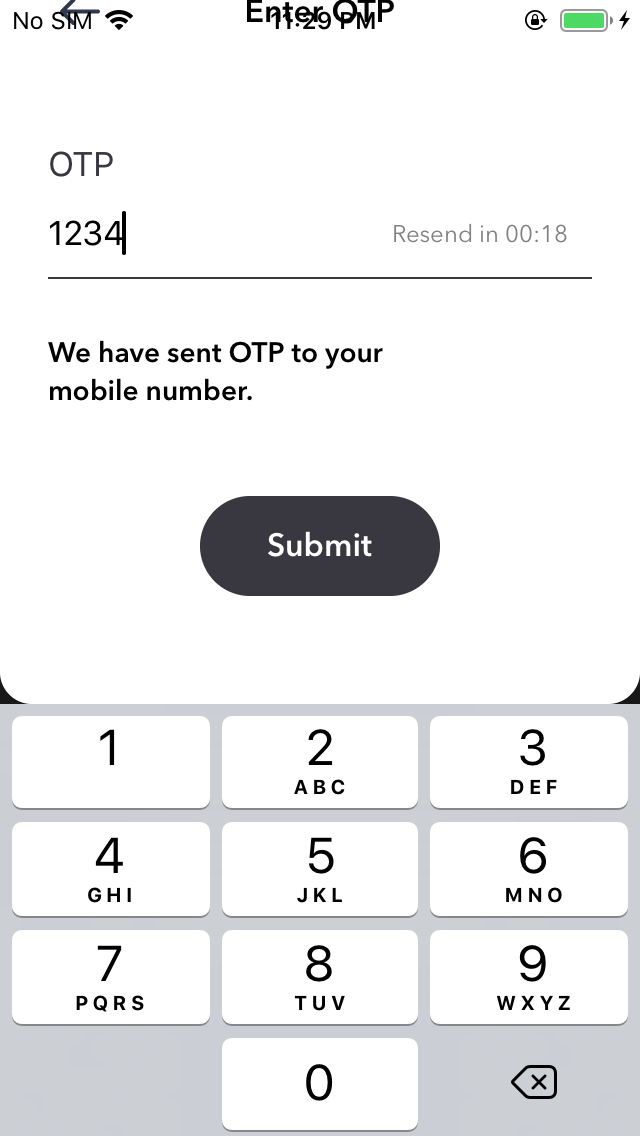 No SIM
11:29 PM
Enter OTP
OTP
1234
Resend in 00:18
We have sent OTP to your
mobile number.
Submit
1
2
3
ABC
DEF
4
5
6
GHI
JKL
MNO
7
8
9
PQRS
TUV
WXYZ
0